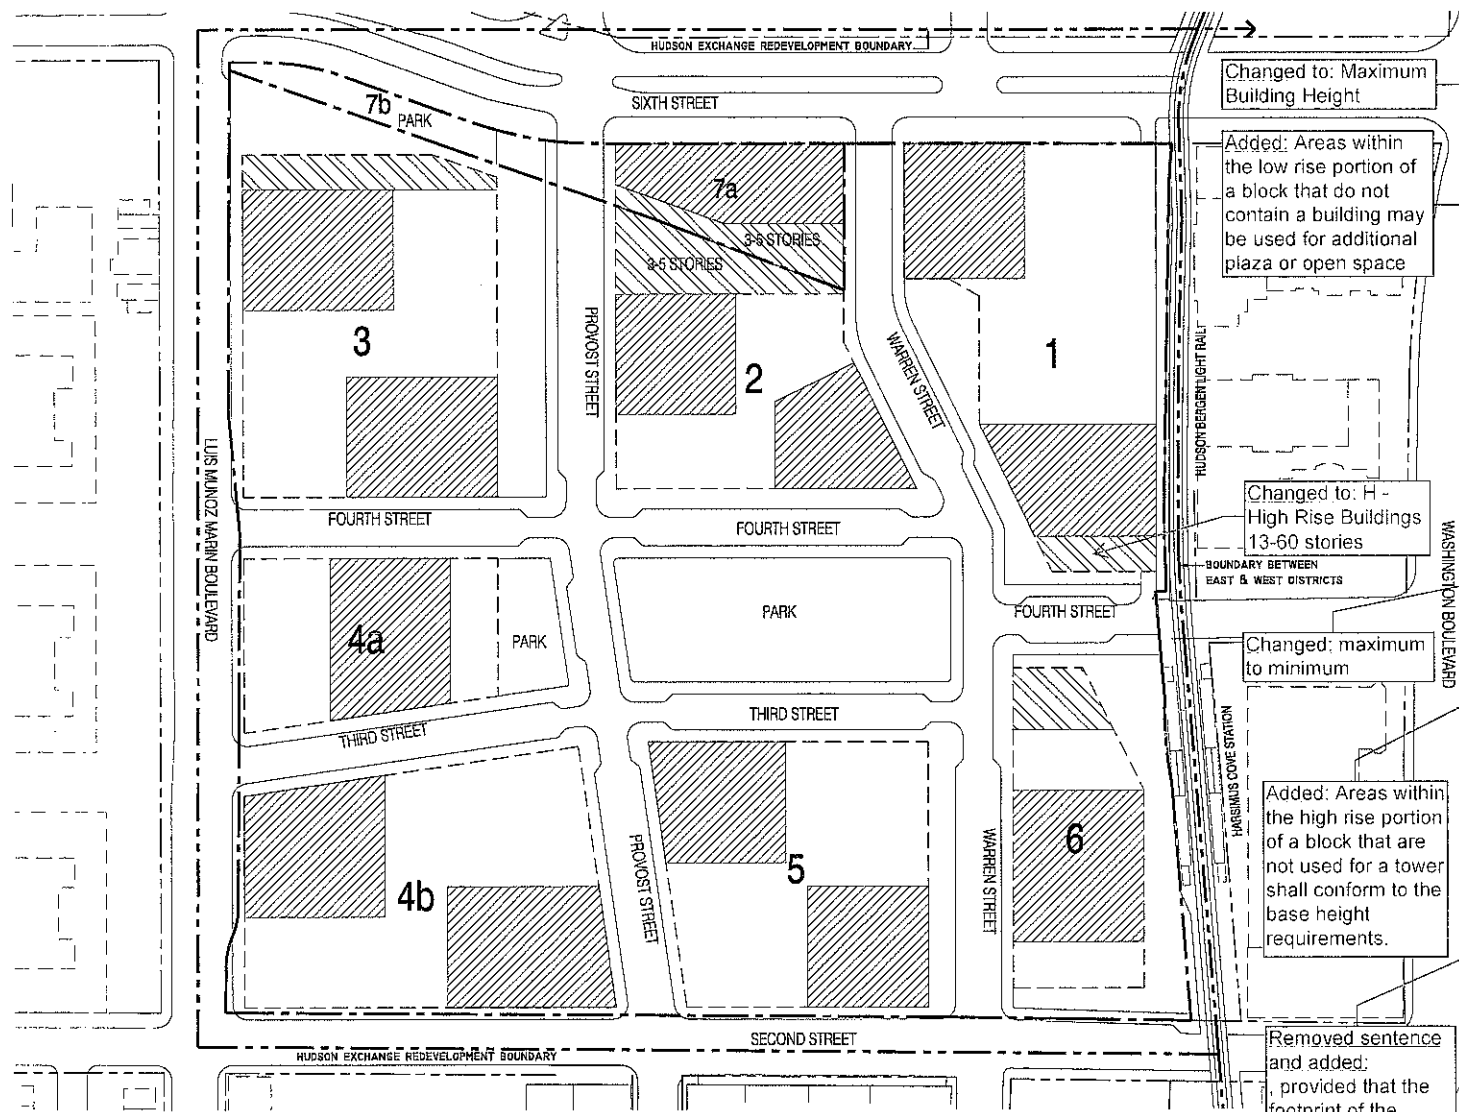 HUDSON EXCHANGE REDEVELOPMENT BOUNDARY
Changed to: Maximum
Building Height
SIXTH STREET
7b
PARK
Added: Areas within
the low rise portion of
a block that do not
contain a building may
be used for additional
plaza or open space
7a
3-5 STORIES
3-5 STORIES
3
PROVOST STREET
2
WARREN STREET
1
HUDSON BERGEN LIGHT RAIL
LUIS MUNOZ MARIN BOULEVARD
FOURTH STREET
FOURTH STREET
Changed to: H -
High Rise Buildings
13-60 stories
BOUNDARY BETWEEN
EAST & WEST DISTRICTS
WASHINGTON BOULEVARD
4a
PARK
PARK
FOURTH STREET
Changed: maximum
to minimum
THIRD STREET
THIRD STREET
HARSIMUS COVE STATION
Added: Areas within
the high rise portion
of a block that are
not used for a tower
shall conform to the
base height
requirements.
4b
PROVOST STREET
5
WARREN STREET
6
SECOND STREET
HUDSON EXCHANGE REDEVELOPMENT BOUNDARY
Removed sentence
and added:
, provided that the
footprint of the